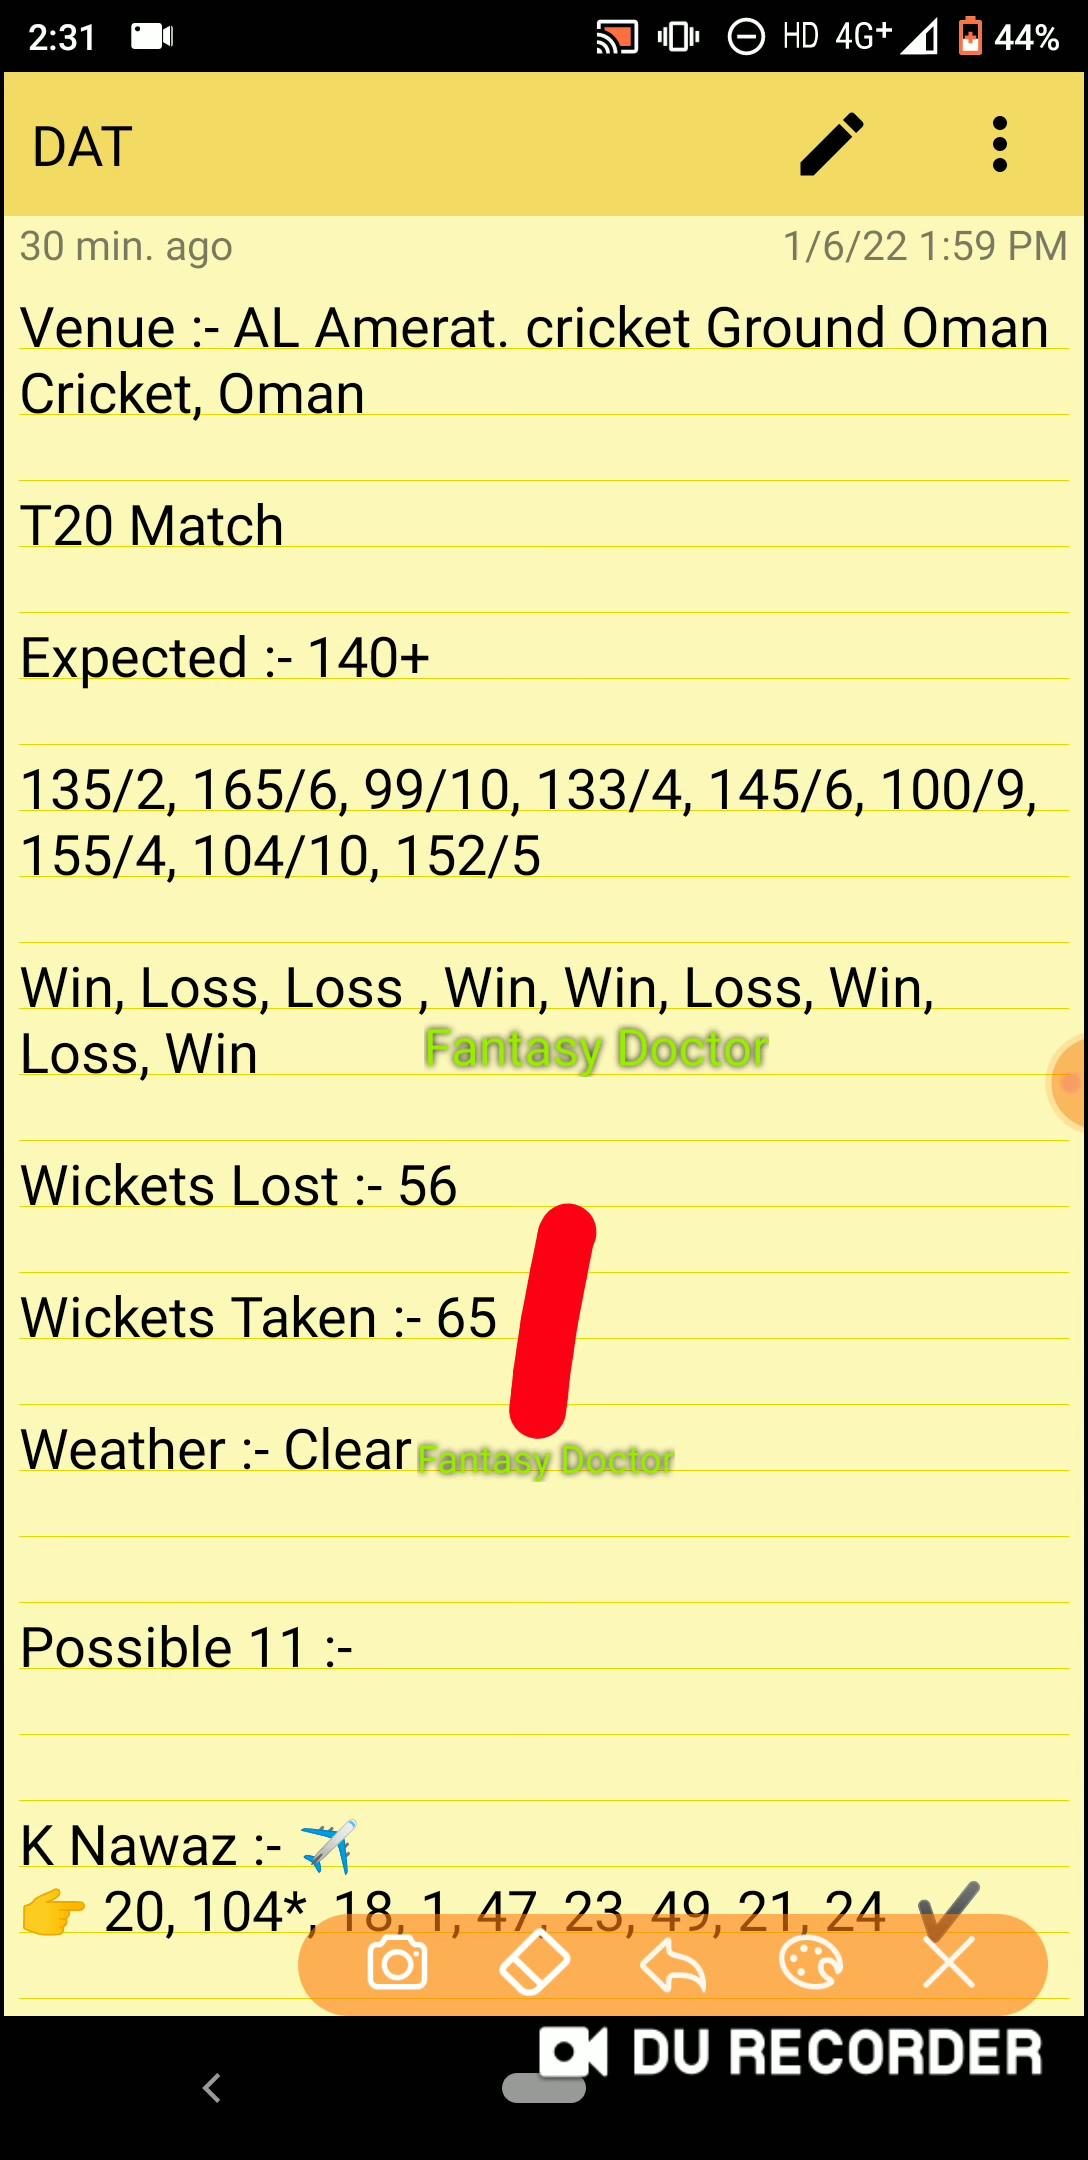 2:31 HD 4G+ 44%
DAT
30 min. ago 1/6/22 1:59 PM
Venue :- AL Amerat. cricket Ground Oman
Cricket, Oman
T20 Match
Expected :- 140+
135/2, 165/6, 99/10, 133/4, 145/6, 100/9,
155/4, 104/10, 152/5
Win, Loss, Loss , Win, Win, Loss, Win,
Loss, Win
Fantasy Doctor
Wickets Lost :- 56
Wickets Taken :- 65
Weather :- Clear
Fantasy Doctor
Possible 11 :-
K Nawaz :- ✈️
👉 20, 104*, 18, 1, 47, 23, 49, 21, 24 ✔️
DU RECORDER